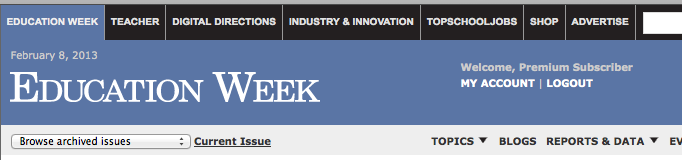 EDUCATION WEEK TEACHER DIGITAL DIRECTIONS INDUSTRY & INNOVATION TOPSCHOOLJOBS SHOP ADVERTISE
February 8, 2013
EDUCATION WEEK
Welcome, Premium Subscriber
MY ACCOUNT | LOGOUT
Browse archived issues Current Issue TOPICS BLOGS REPORTS & DATA